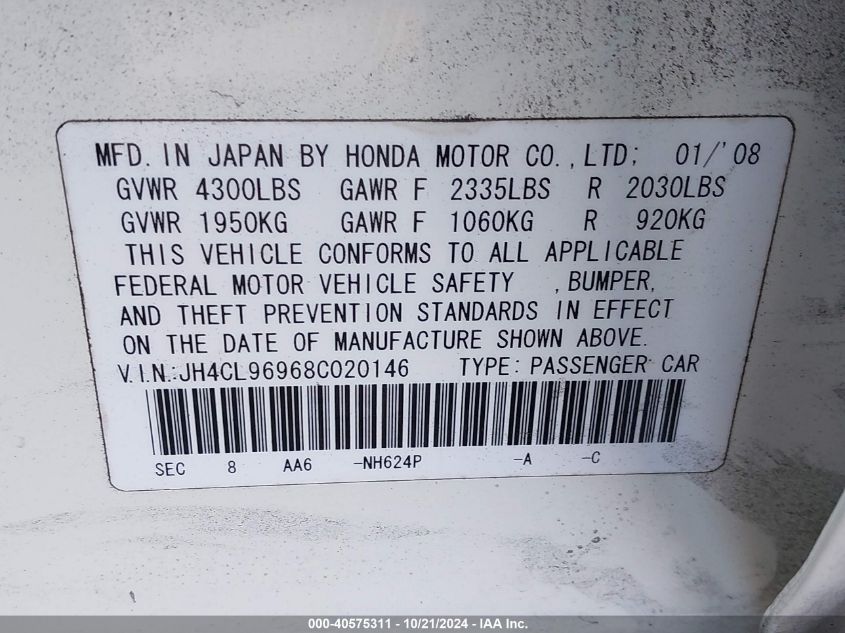 MFD. IN JAPAN BY HONDA MOTOR CO., LTD; 01/'08
GVWR 4300LBS GAWR F 2335LBS R 2030LBS
GVWR 1950KG GAWR F 1060KG R 920KG
THIS VEHICLE CONFORMS TO ALL APPLICABLE
FEDERAL MOTOR VEHICLE SAFETY , BUMPER,
AND THEFT PREVENTION STANDARDS IN EFFECT
ON THE DATE OF MANUFACTURE SHOWN ABOVE.
V.I.N.:JH4CL96968C020146 TYPE: PASSENGER CAR
SEC 8 AA6 -NH624P -A -C
000-40575311 - 10/21/2024 - IAA Inc.